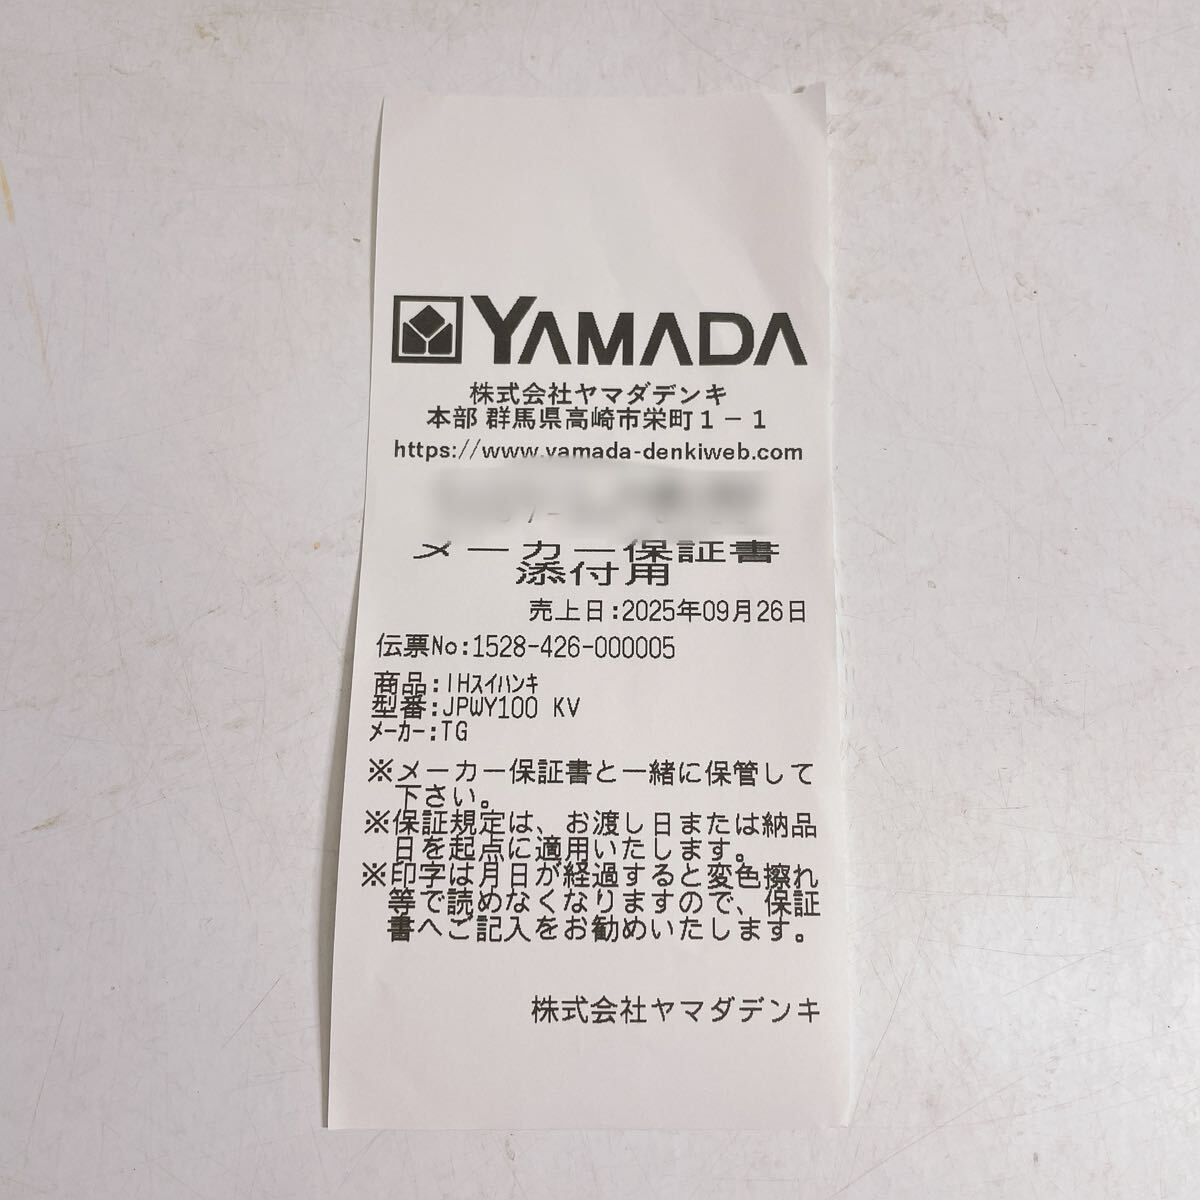 YAMADA
株式会社ヤマダデンキ
本部 群馬県高崎市栄町1-1
https://www.yamada-denkiweb.com
メーカー保証書
添付用
売上日:2025年09月26日
伝票No:1528-426-000005
商品:IHｽｲﾊﾝｷ
型番:JPWY100 KV
ﾒｰｶｰ:TG
※メーカー保証書と一緒に保管して
下さい。
※保証規定は、お渡し日または納品
日を起点に適用いたします。
※印字は月日が経過すると変色擦れ
等で読めなくなりますので、保証
書へご記入をお勧めいたします。
株式会社ヤマダデンキ